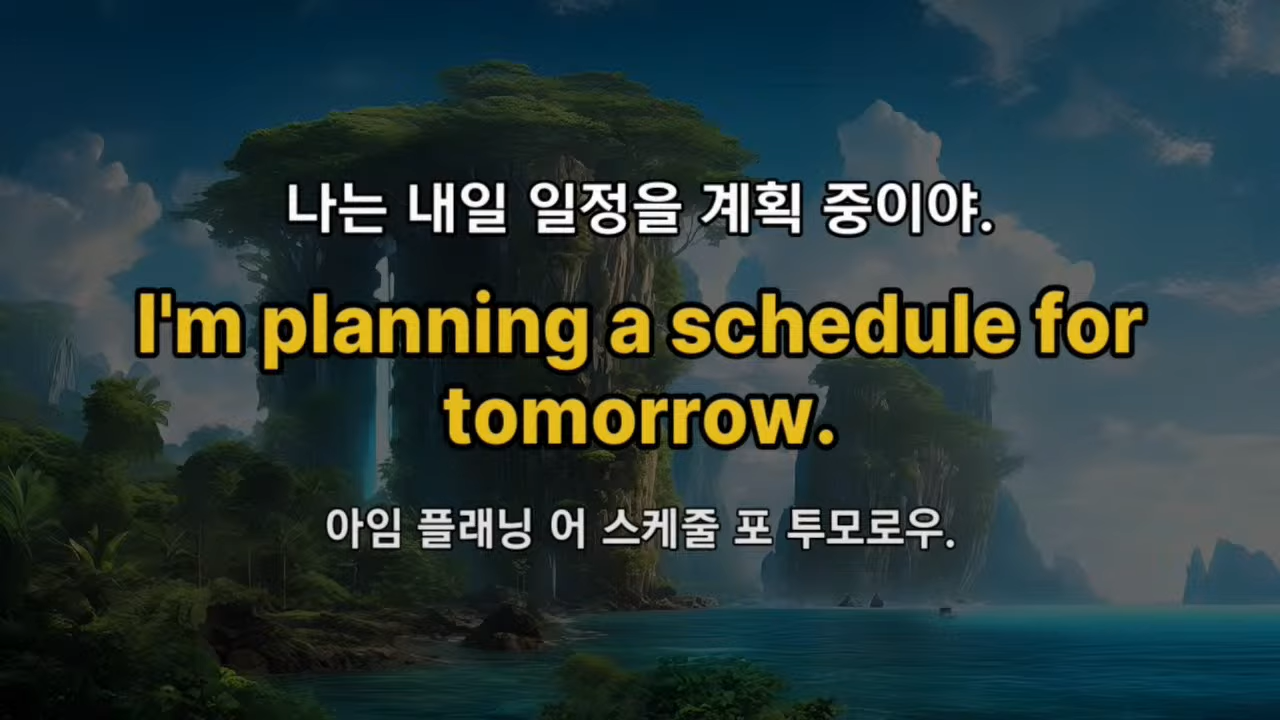 나는 내일 일정을 계획 중이야.
I'm planning a schedule for
tomorrow.
아임 플래닝 어 스케줄 포 투모로우.